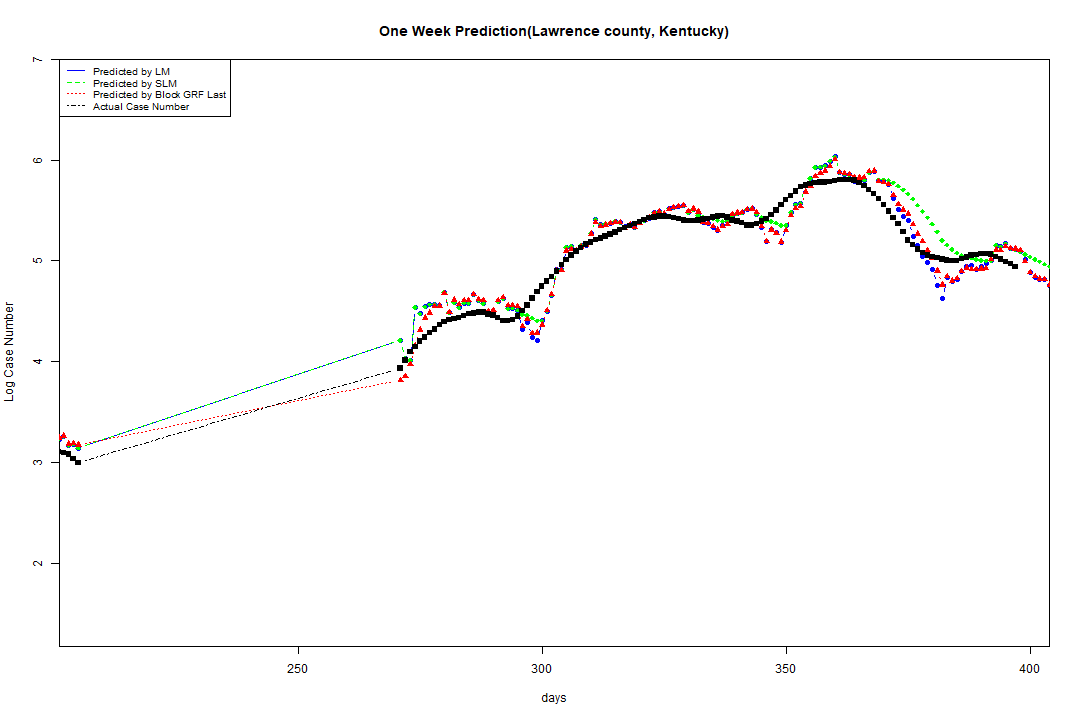 One Week Prediction(Lawrence county, Kentucky)
Predicted by LM
Predicted by SLM
Predicted by Block GRF Last
Actual Case Number
7
6
5
4
3
2
Log Case Number
250 300 350 400
days